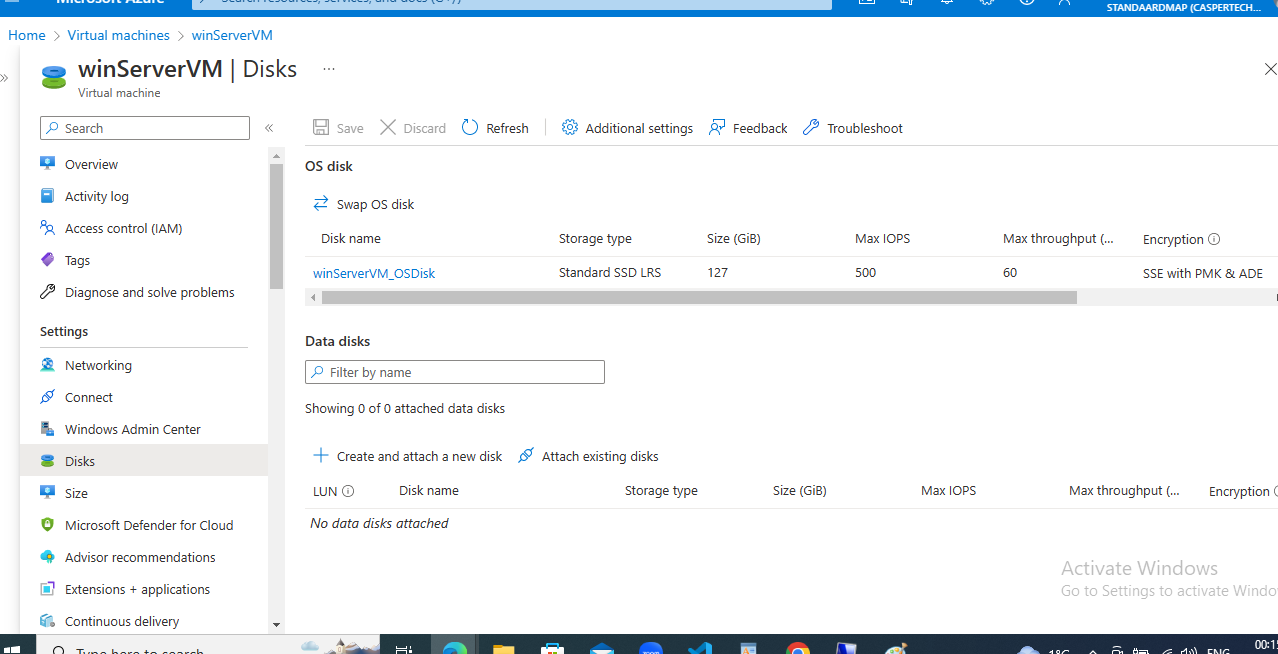 Microsoft Azure
Search resources, services, and docs (G+/)
STANDAARDMAP (CASPERTECH...
Home > Virtual machines > winServerVM
winServerVM | Disks ...
Virtual machine
Search
Save Discard Refresh Additional settings Feedback Troubleshoot
Overview
Activity log
Access control (IAM)
Tags
Diagnose and solve problems
Settings
Networking
Connect
Windows Admin Center
Disks
Size
Microsoft Defender for Cloud
Advisor recommendations
Extensions + applications
Continuous delivery
OS disk
Swap OS disk
Disk name Storage type Size (GiB) Max IOPS Max throughput (... Encryption
winServerVM_OSDisk Standard SSD LRS 127 500 60 SSE with PMK & ADE
Data disks
Filter by name
Showing 0 of 0 attached data disks
Create and attach a new disk Attach existing disks
LUN Disk name Storage type Size (GiB) Max IOPS Max throughput (... Encryption
No data disks attached
Activate Windows
Go to Settings to activate Windo
Type here to search
zoom
1°C
ENG